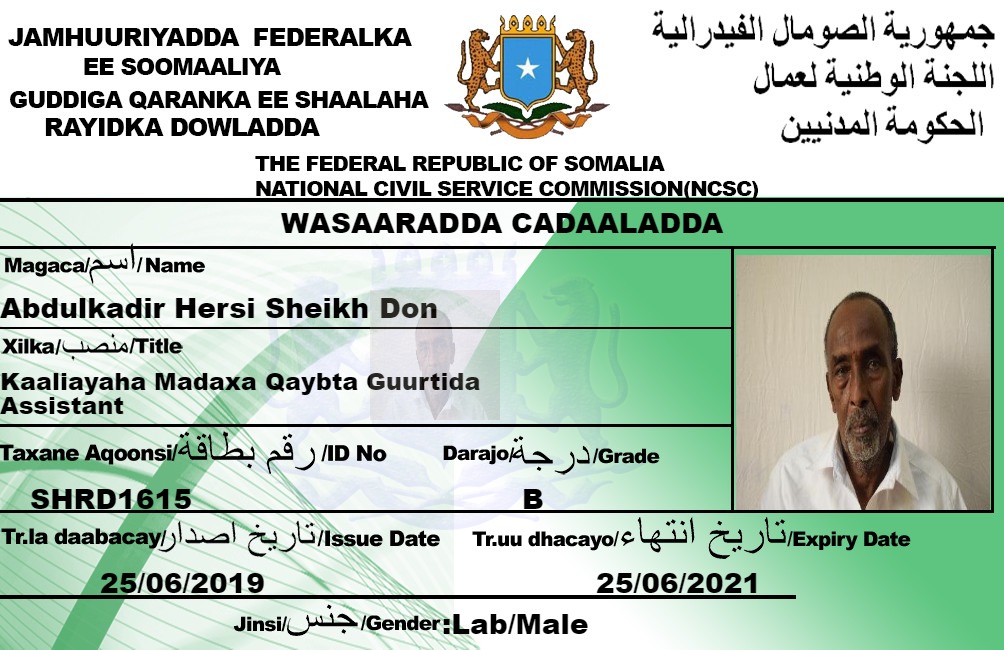 JAMHUURIYADDA FEDERALKA
EE SOOMAALIYA
GUDDIGA QARANKA EE SHAALAHA
RAYIDKA DOWLADDA
جمهورية الصومال الفيدرالية
اللجنة الوطنية لعمال
الحكومة المدنيين
THE FEDERAL REPUBLIC OF SOMALIA
NATIONAL CIVIL SERVICE COMMISSION(NCSC)
WASAARADDA CADAALADDA
Magaca/اسم/Name
Abdulkadir Hersi Sheikh Don
Xilka/منصب/Title
Kaaliayaha Madaxa Qaybta Guurtida
Assistant
Taxane Aqoonsi/رقم بطاقة/ID No
SHRD1615
Darajo/درجة/Grade
B
Tr.la daabacay/تاريخ اصدار/Issue Date
25/06/2019
Tr.uu dhacayo/تاريخ انتهاء/Expiry Date
25/06/2021
Jinsi/جنس/Gender:Lab/Male